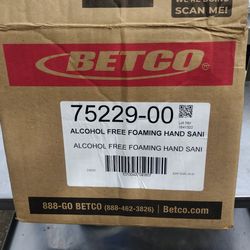 SCAN ME!
BETCO
75229-00
ALCOHOL FREE FOAMING HAND SANI
ALCOHOL FREE FOAMING HAND SANI
888-GO BETCO (888-462-3826) | Betco.com